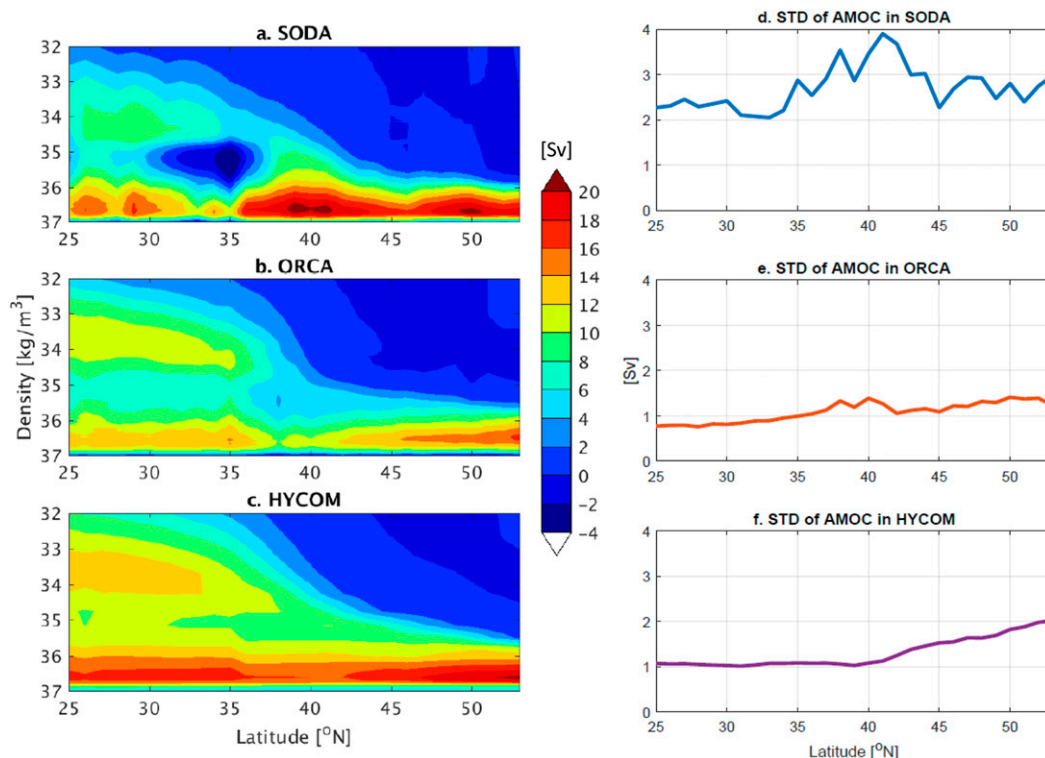 a. SODA
32
33
34
35
36
37
25 30 35 40 45 50
b. ORCA
32
33
34
35
36
37
25 30 35 40 45 50
c. HYCOM
32
33
34
35
36
37
25 30 35 40 45 50
Density [kg/m³]
Latitude [°N]
[Sv]
20
18
16
14
12
10
8
6
4
2
0
-2
-4
d. STD of AMOC in SODA
4
3
2
1
0
25 30 35 40 45 50
e. STD of AMOC in ORCA
4
3
2
1
0
25 30 35 40 45 50
[Sv]
f. STD of AMOC in HYCOM
4
3
2
1
0
25 30 35 40 45 50
Latitude [°N]